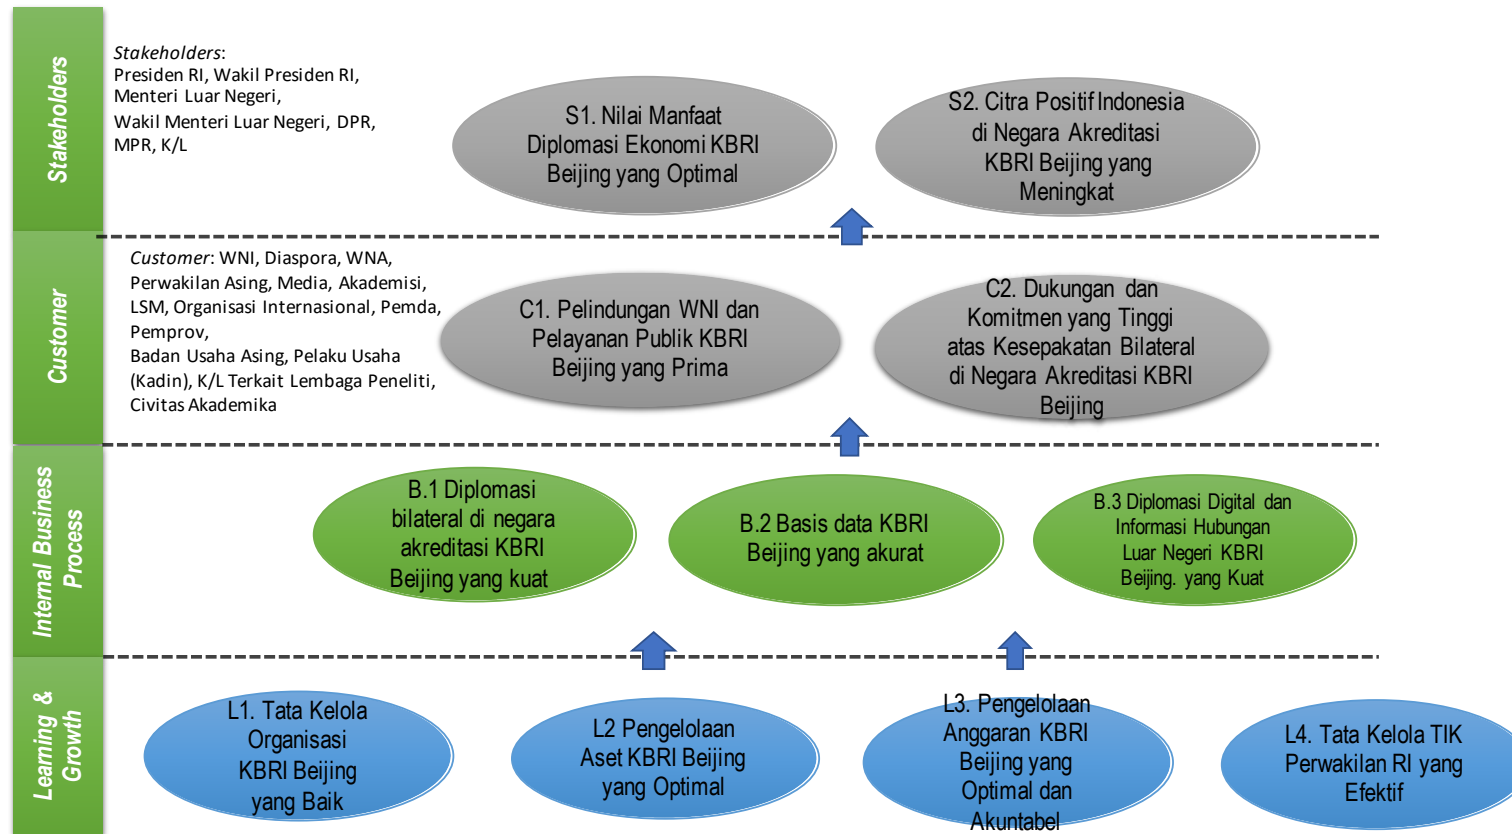 Stakeholders
Stakeholders:
Presiden RI, Wakil Presiden RI,
Menteri Luar Negeri,
Wakil Menteri Luar Negeri, DPR,
MPR, K/L
S1. Nilai Manfaat
Diplomasi Ekonomi KBRI
Beijing yang Optimal
S2. Citra Positif Indonesia
di Negara Akreditasi
KBRI Beijing yang
Meningkat
Customer
Customer: WNI, Diaspora, WNA,
Perwakilan Asing, Media, Akademisi,
LSM, Organisasi Internasional, Pemda,
Pemprov,
Badan Usaha Asing, Pelaku Usaha
(Kadin), K/L Terkait Lembaga Peneliti,
Civitas Akademika
C1. Pelindungan WNI dan
Pelayanan Publik KBRI
Beijing yang Prima
C2. Dukungan dan
Komitmen yang Tinggi
atas Kesepakatan Bilateral
di Negara Akreditasi KBRI
Beijing
Internal Business
Process
B.1 Diplomasi
bilateral di negara
akreditasi KBRI
Beijing yang kuat
B.2 Basis data KBRI
Beijing yang akurat
B.3 Diplomasi Digital dan
Informasi Hubungan
Luar Negeri KBRI
Beijing. yang Kuat
Learning &
Growth
L1. Tata Kelola
Organisasi
KBRI Beijing
yang Baik
L2 Pengelolaan
Aset KBRI Beijing
yang Optimal
L3. Pengelolaan
Anggaran KBRI
Beijing yang
Optimal dan
Akuntabel
L4. Tata Kelola TIK
Perwakilan RI yang
Efektif